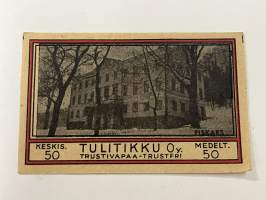 FISKARS
KESKIS. TULITIKKU Oy. MEDELT.
50 TRUSTIVAPAA-TRUSTFRI 50